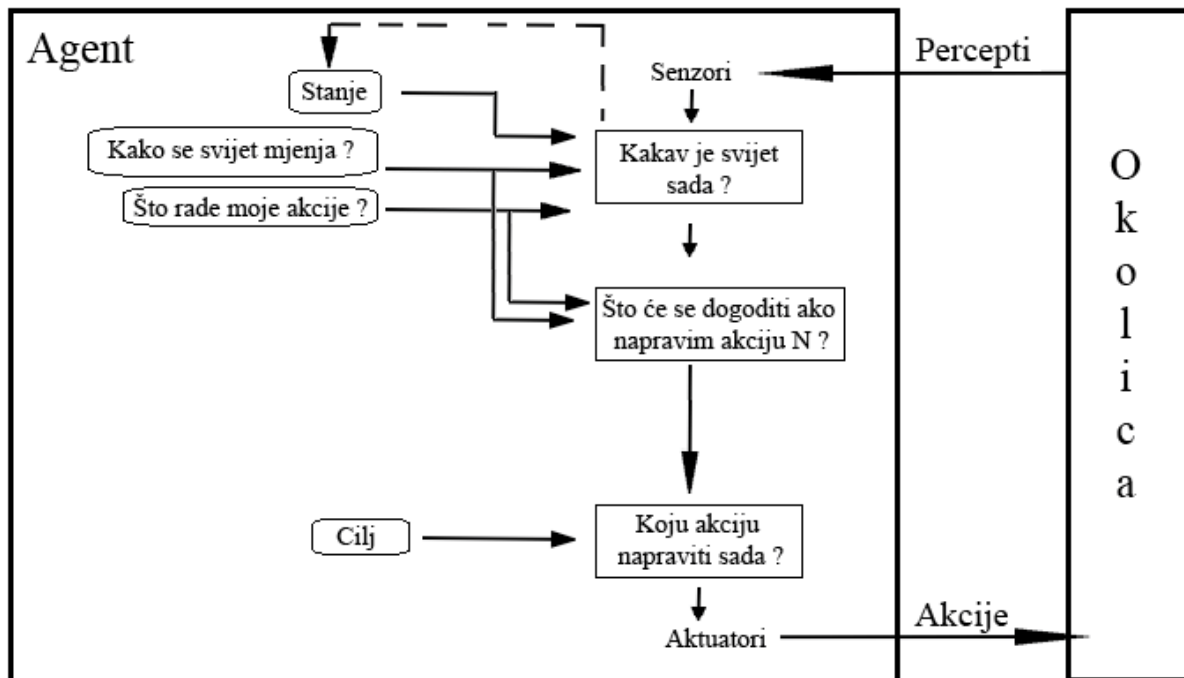 Agent
Percepti
Senzori
Stanje
Kako se svijet mjenja ?
Kakav je svijet
sada ?
Što rade moje akcije ?
Što će se dogoditi ako
napravim akciju N ?
Cilj
Koju akciju
napraviti sada ?
Aktuatori
Akcije
Okolica